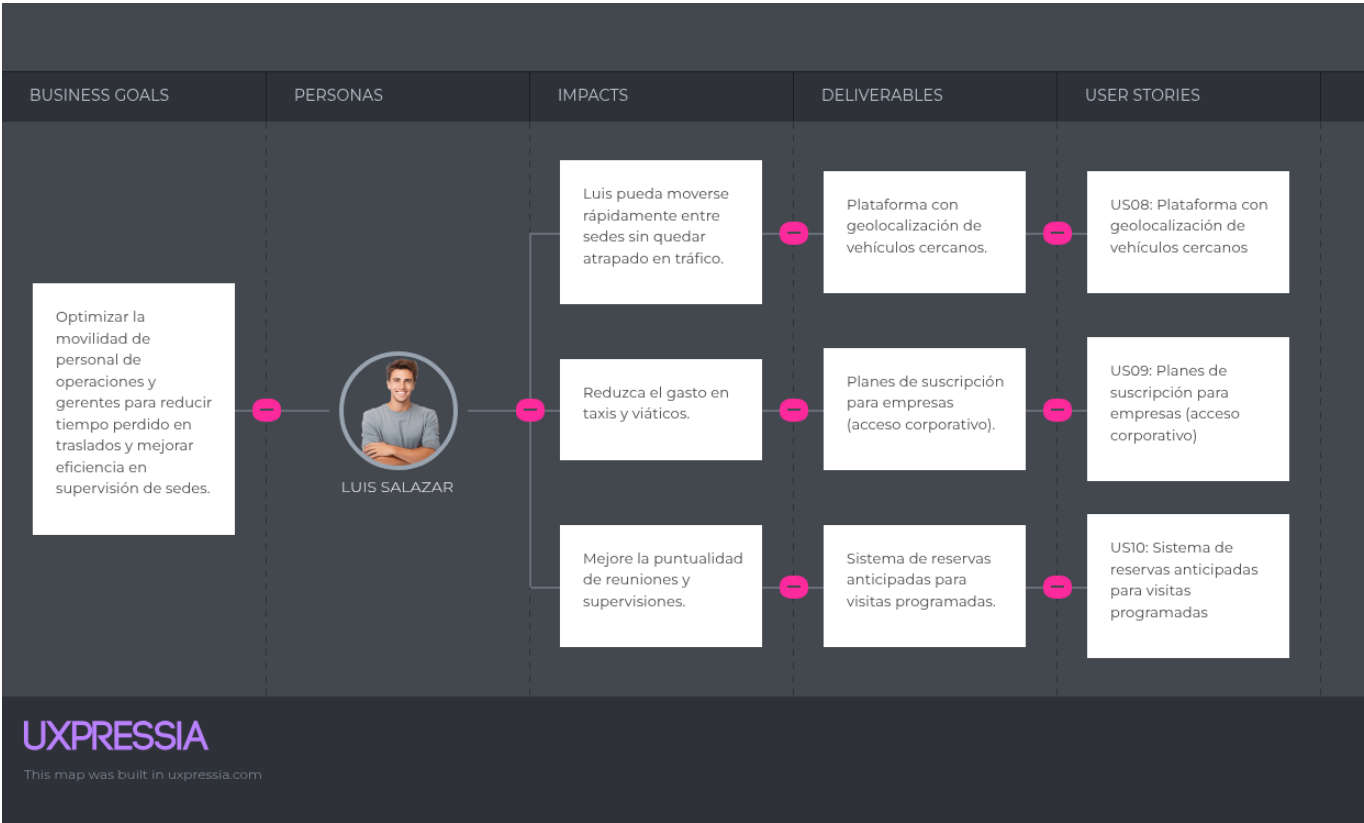 BUSINESS GOALS
PERSONAS
IMPACTS
DELIVERABLES
USER STORIES
Optimizar la
movilidad de
personal de
operaciones y
gerentes para reducir
tiempo perdido en
traslados y mejorar
eficiencia en
supervisión de sedes.
LUIS SALAZAR
Luis pueda moverse
rápidamente entre
sedes sin quedar
atrapado en tráfico.
Plataforma con
geolocalización de
vehículos cercanos.
US08: Plataforma con
geolocalización de
vehículos cercanos
Reduzca el gasto en
taxis y viáticos.
Planes de suscripción
para empresas
(acceso corporativo).
US09: Planes de
suscripción para
empresas (acceso
corporativo)
Mejore la puntualidad
de reuniones y
supervisiones.
Sistema de reservas
anticipadas para
visitas programadas.
US10: Sistema de
reservas anticipadas
para visitas
programadas
UXPRESSIA
This map was built in uxpressia.com